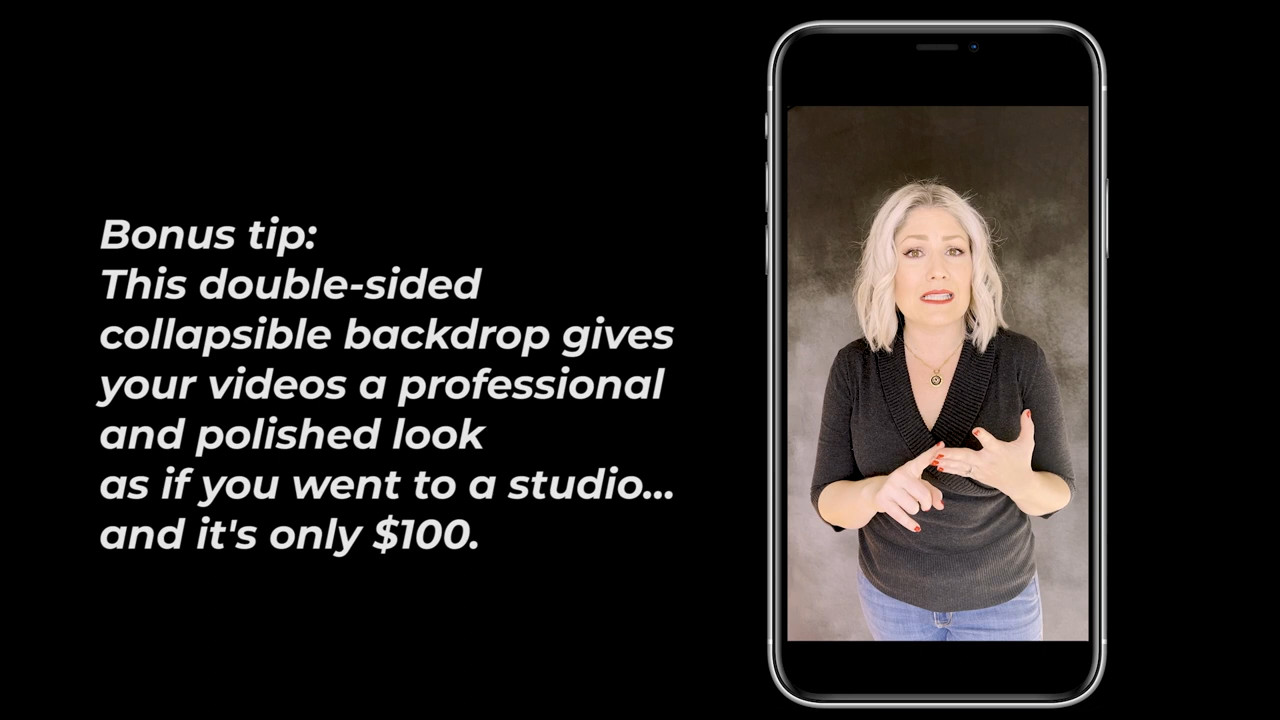 Bonus tip:
This double-sided
collapsible backdrop gives
your videos a professional
and polished look
as if you went to a studio...
and it's only $100.